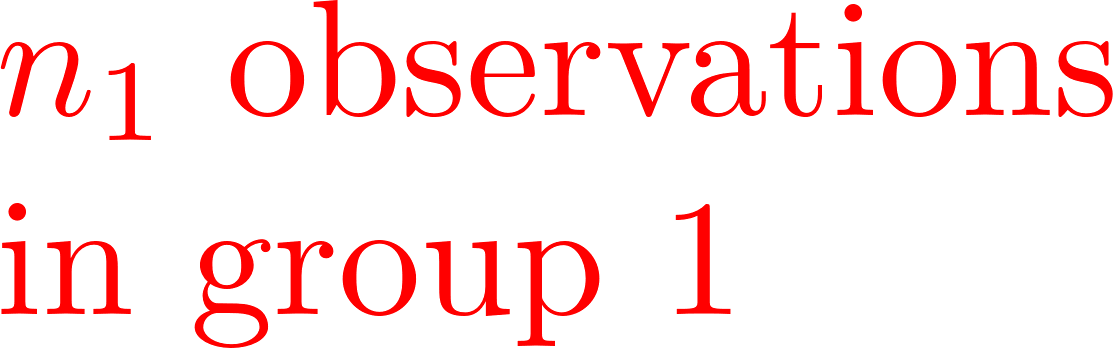 n₁ observations
in group 1